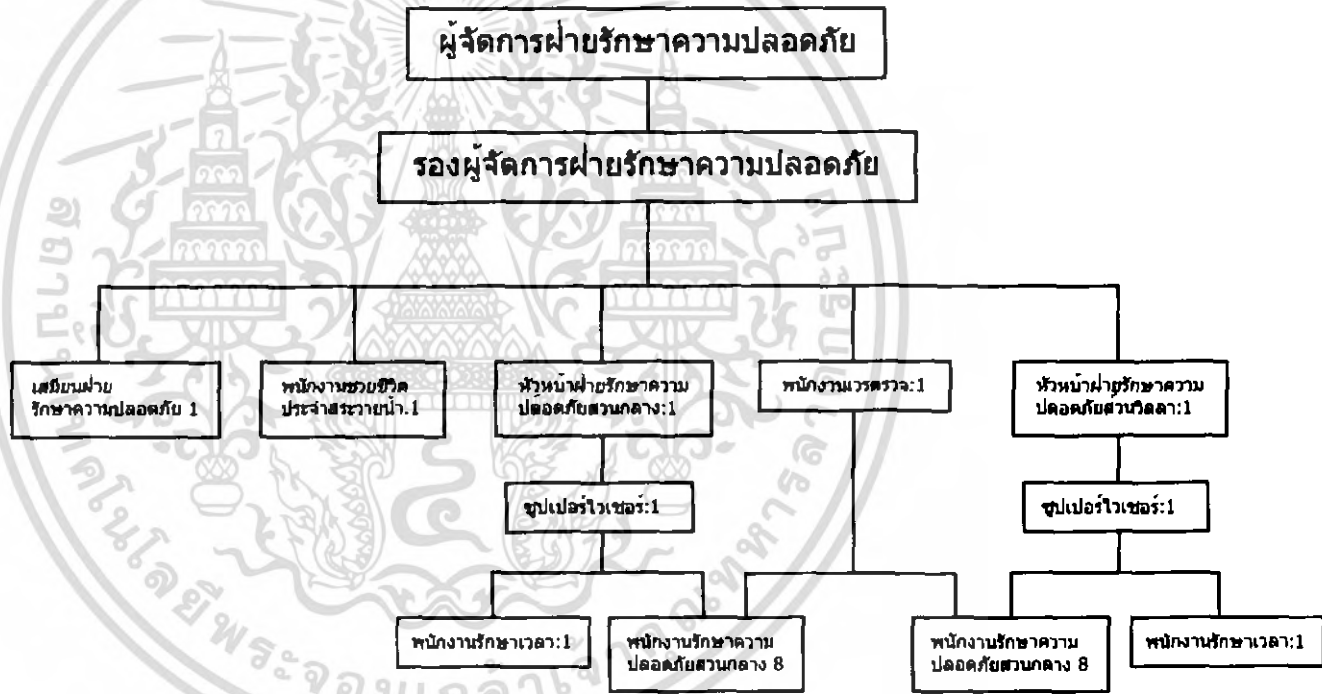 ผู้จัดการฝ่ายรักษาความปลอดภัย
รองผู้จัดการฝ่ายรักษาความปลอดภัย
เสมียนฝ่าย
รักษาความปลอดภัย 1
พนักงานช่วยชีวิต
ประจำสระว่ายน้ำ.1
หัวหน้าฝ่ายรักษาความ
ปลอดภัยส่วนกลาง:1
พนักงานเวรตรวจ:1
หัวหน้าฝ่ายรักษาความ
ปลอดภัยส่วนวิลลา:1
ซุปเปอร์ไวเซอร์:1
ซุปเปอร์ไวเซอร์:1
พนักงานรักษาเวลา:1
พนักงานรักษาความ
ปลอดภัยส่วนกลาง 8
พนักงานรักษาความ
ปลอดภัยส่วนกลาง 8
พนักงานรักษาเวลา:1